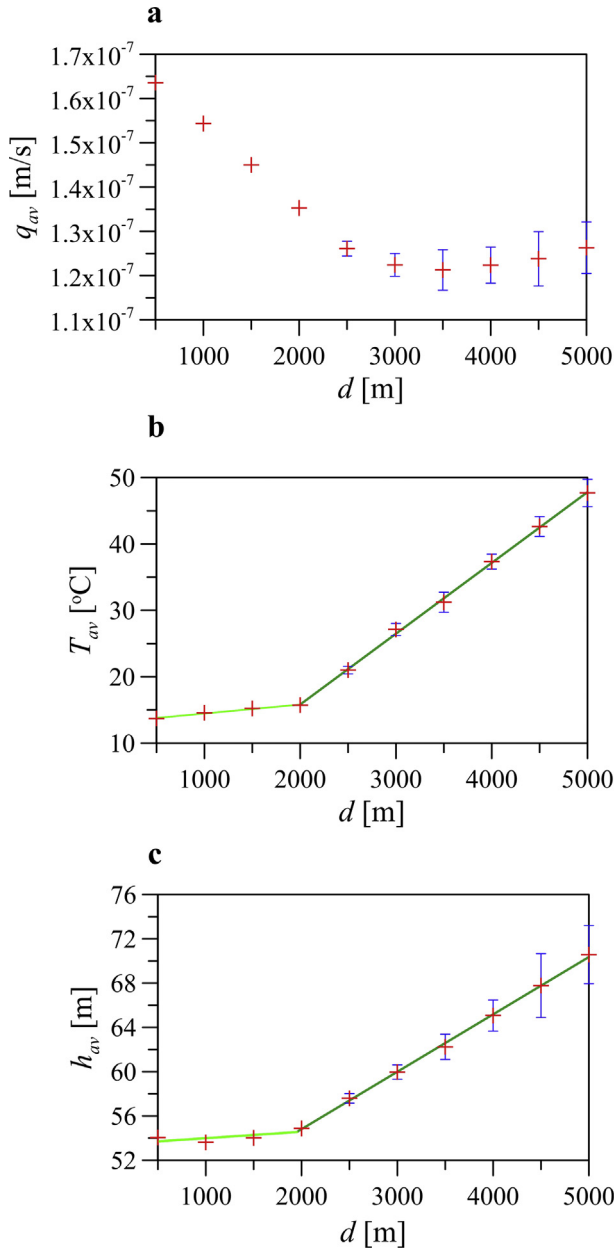 a
1.7x10⁻⁷
1.6x10⁻⁷
1.5x10⁻⁷
1.4x10⁻⁷
1.3x10⁻⁷
1.2x10⁻⁷
1.1x10⁻⁷
q_av [m/s]
1000 2000 3000 4000 5000
d [m]
b
50
40
30
20
10
T_av [°C]
1000 2000 3000 4000 5000
d [m]
c
76
72
68
64
60
56
52
h_av [m]
1000 2000 3000 4000 5000
d [m]